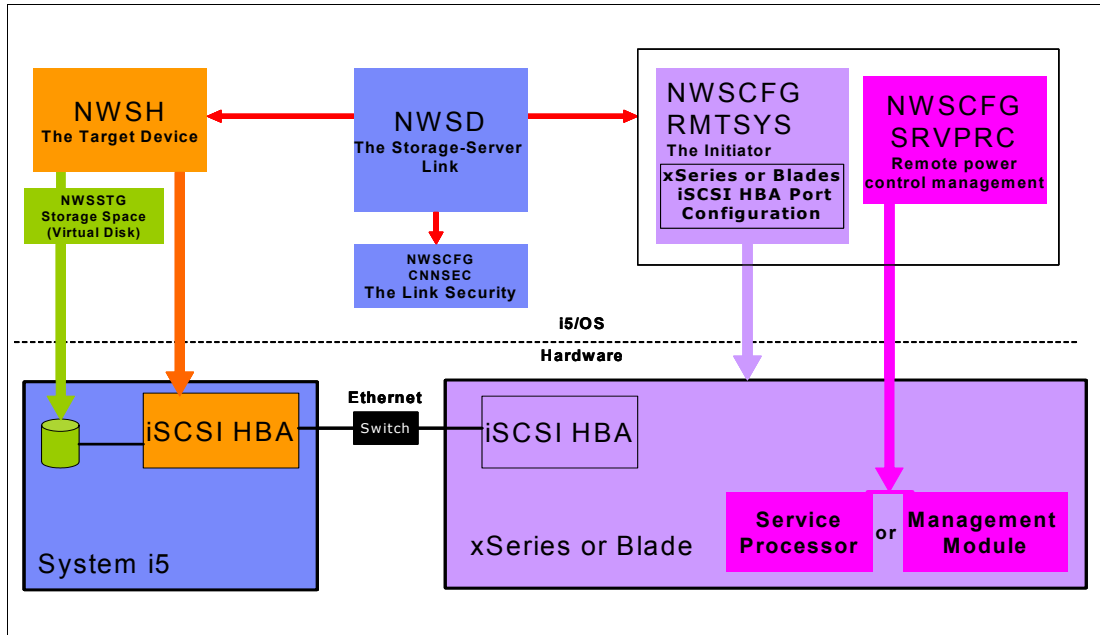 NWSH
The Target Device
NWSSTG
Storage Space
(Virtual Disk)
NWSD
The Storage-Server
Link
NWSCFG
CNNSEC
The Link Security
NWSCFG
RMTSYS
The Initiator
xSeries or Blades
iSCSI HBA Port
Configuration
NWSCFG
SRVPRC
Remote power
control management
i5/OS
Hardware
iSCSI HBA
System i5
Ethernet
Switch
iSCSI HBA
xSeries or Blade
Service
Processor
or
Management
Module